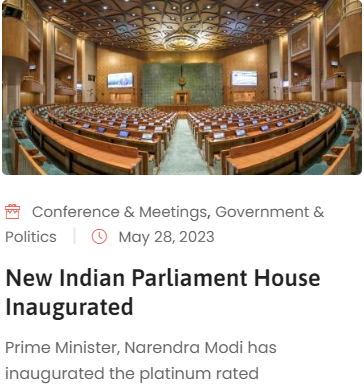 Conference & Meetings, Government &
Politics May 28, 2023
New Indian Parliament House
Inaugurated
Prime Minister, Narendra Modi has
inaugurated the platinum rated